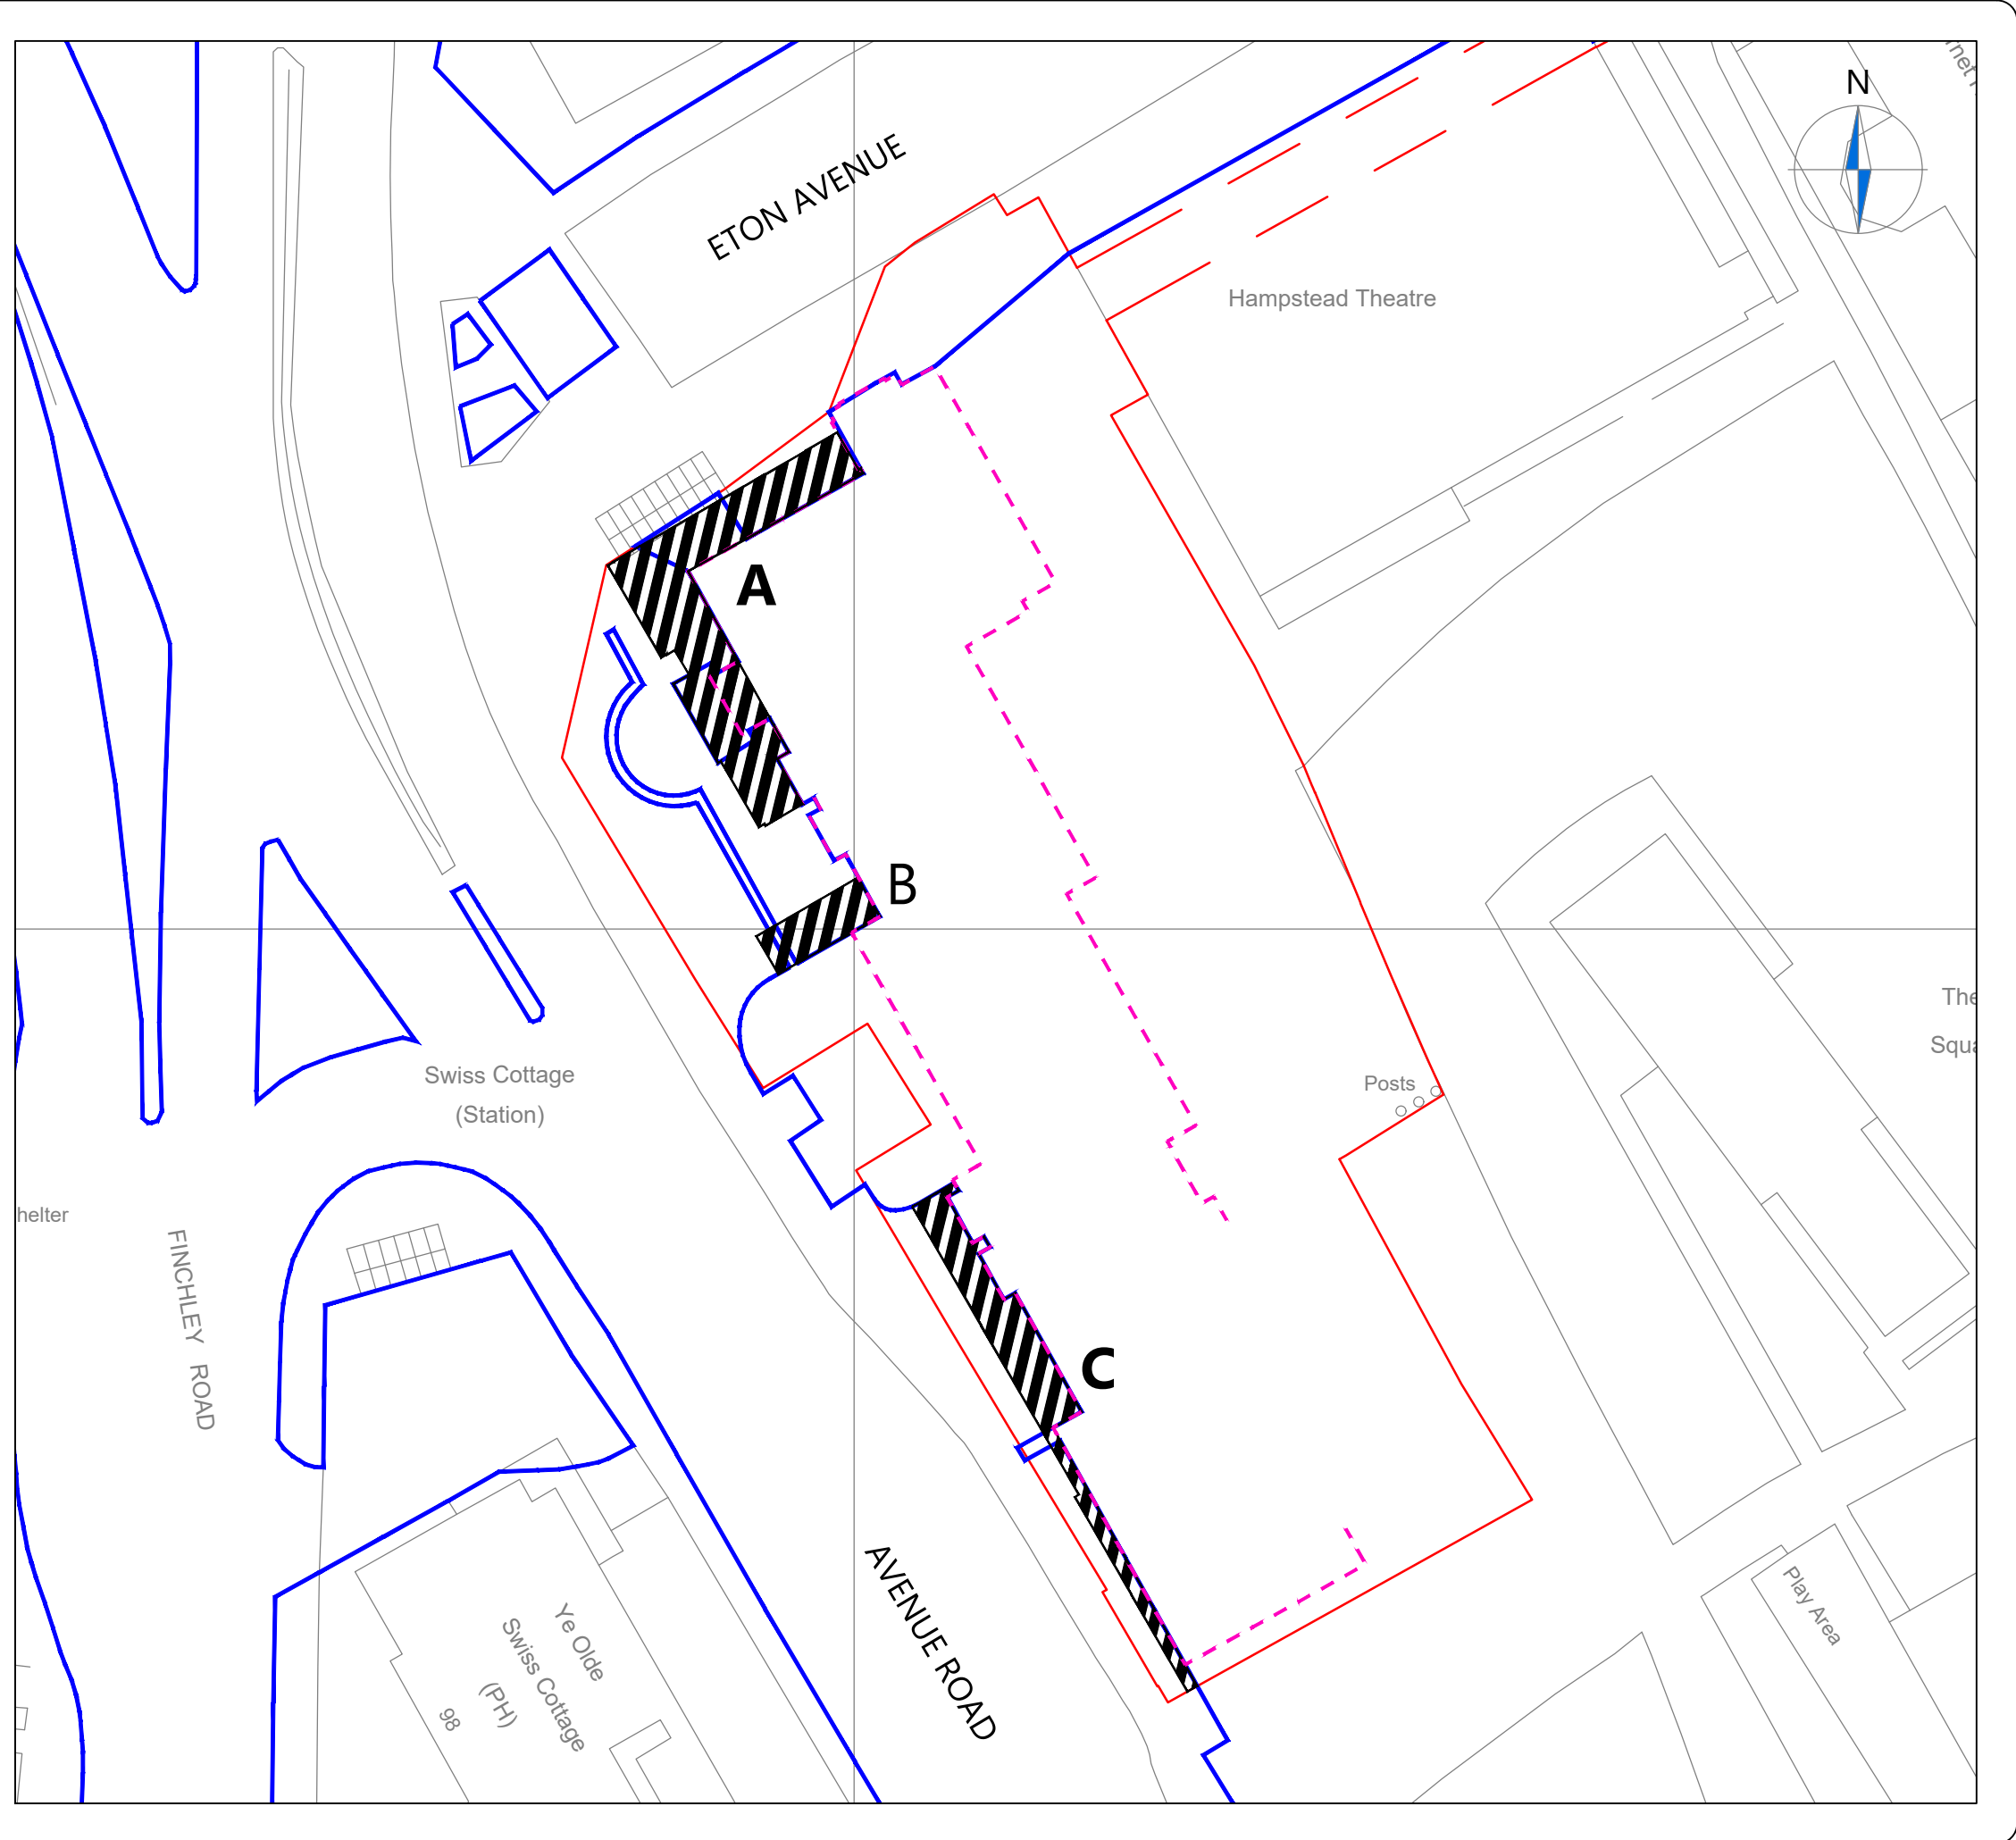 N
ETON AVENUE
Hampstead Theatre
A
B
The
Squa
Swiss Cottage
(Station)
Posts
helter
FINCHLEY ROAD
C
AVENUE ROAD
Ye Olde
Swiss Cottage
(PH)
98
Play Area